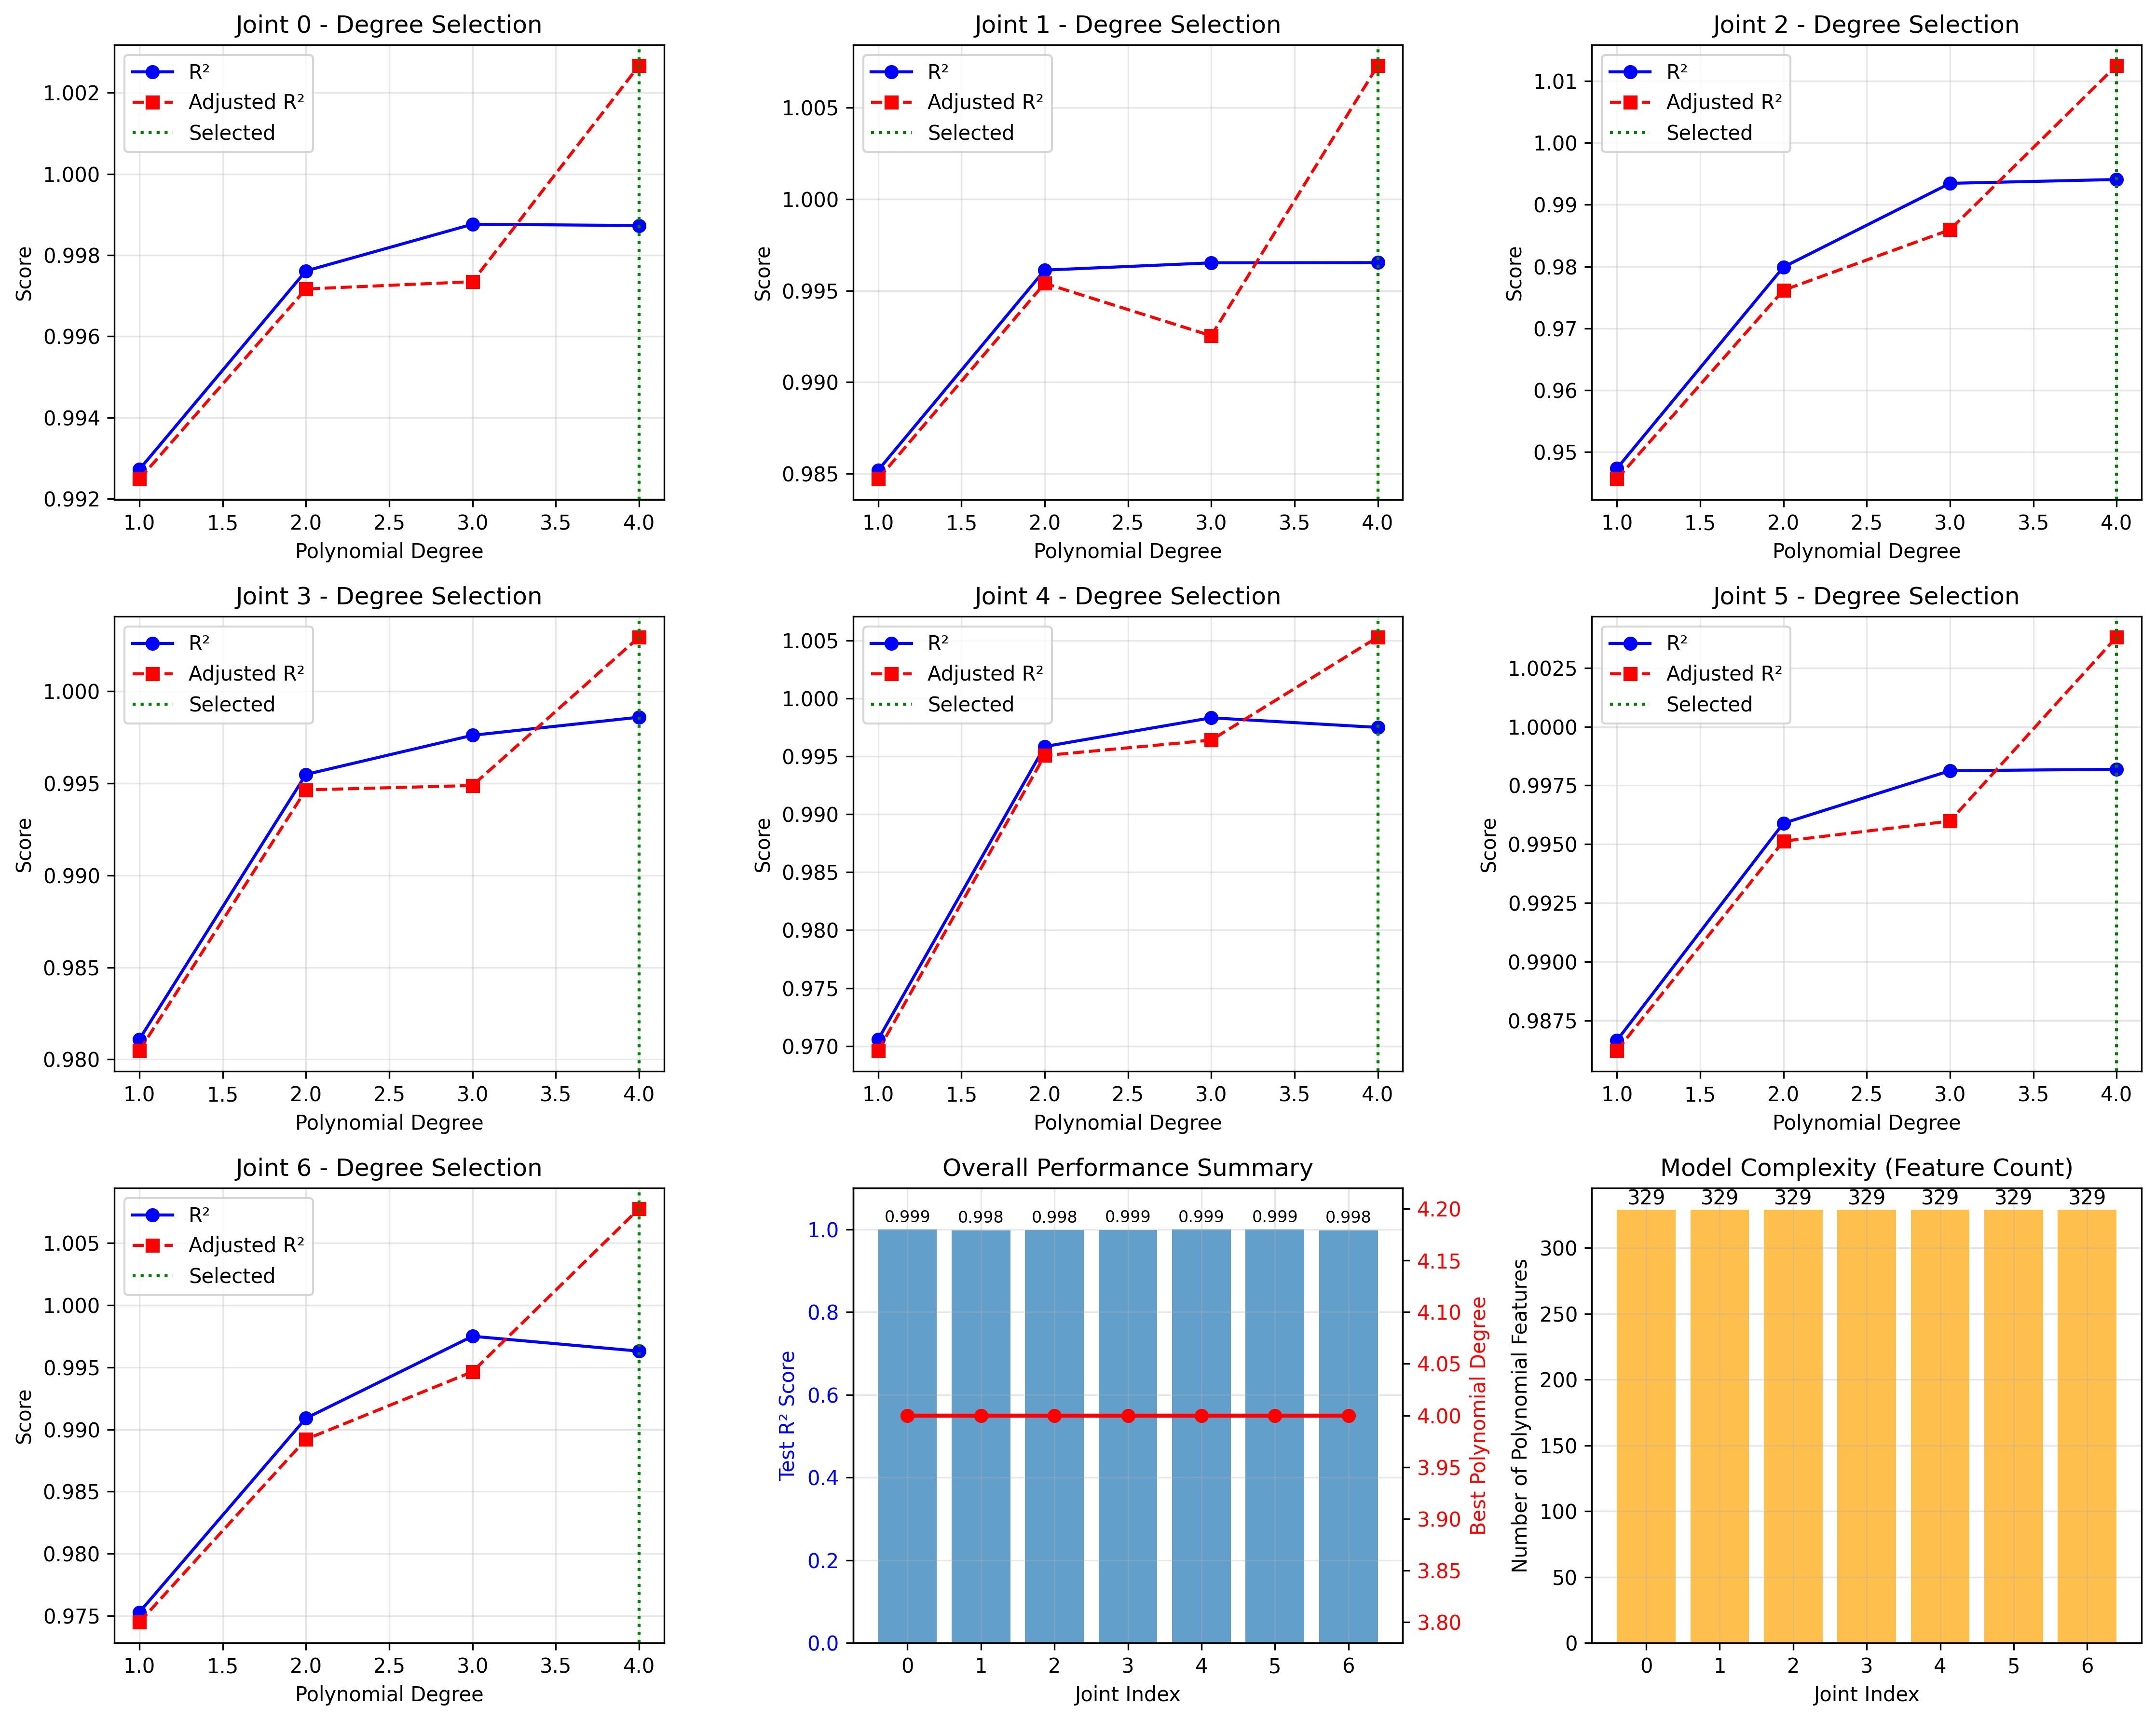 Joint 0 - Degree Selection
R²
Adjusted R²
Selected
1.002
1.000
0.998
0.996
0.994
0.992
Score
1.0 1.5 2.0 2.5 3.0 3.5 4.0
Polynomial Degree
Joint 1 - Degree Selection
R²
Adjusted R²
Selected
1.005
1.000
0.995
0.990
0.985
Score
1.0 1.5 2.0 2.5 3.0 3.5 4.0
Polynomial Degree
Joint 2 - Degree Selection
R²
Adjusted R²
Selected
1.01
1.00
0.99
0.98
0.97
0.96
0.95
Score
1.0 1.5 2.0 2.5 3.0 3.5 4.0
Polynomial Degree
Joint 3 - Degree Selection
R²
Adjusted R²
Selected
1.000
0.995
0.990
0.985
0.980
Score
1.0 1.5 2.0 2.5 3.0 3.5 4.0
Polynomial Degree
Joint 4 - Degree Selection
R²
Adjusted R²
Selected
1.005
1.000
0.995
0.990
0.985
0.980
0.975
0.970
Score
1.0 1.5 2.0 2.5 3.0 3.5 4.0
Polynomial Degree
Joint 5 - Degree Selection
R²
Adjusted R²
Selected
1.0025
1.0000
0.9975
0.9950
0.9925
0.9900
0.9875
Score
1.0 1.5 2.0 2.5 3.0 3.5 4.0
Polynomial Degree
Joint 6 - Degree Selection
R²
Adjusted R²
Selected
1.005
1.000
0.995
0.990
0.985
0.980
0.975
Score
1.0 1.5 2.0 2.5 3.0 3.5 4.0
Polynomial Degree
Overall Performance Summary
0.999 0.998 0.998 0.999 0.999 0.999 0.998
1.0
0.8
0.6
0.4
0.2
0.0
Test R² Score
4.20
4.15
4.10
4.05
4.00
3.95
3.90
3.85
3.80
Best Polynomial Degree
0 1 2 3 4 5 6
Joint Index
Model Complexity (Feature Count)
329 329 329 329 329 329 329
300
250
200
150
100
50
0
Number of Polynomial Features
0 1 2 3 4 5 6
Joint Index